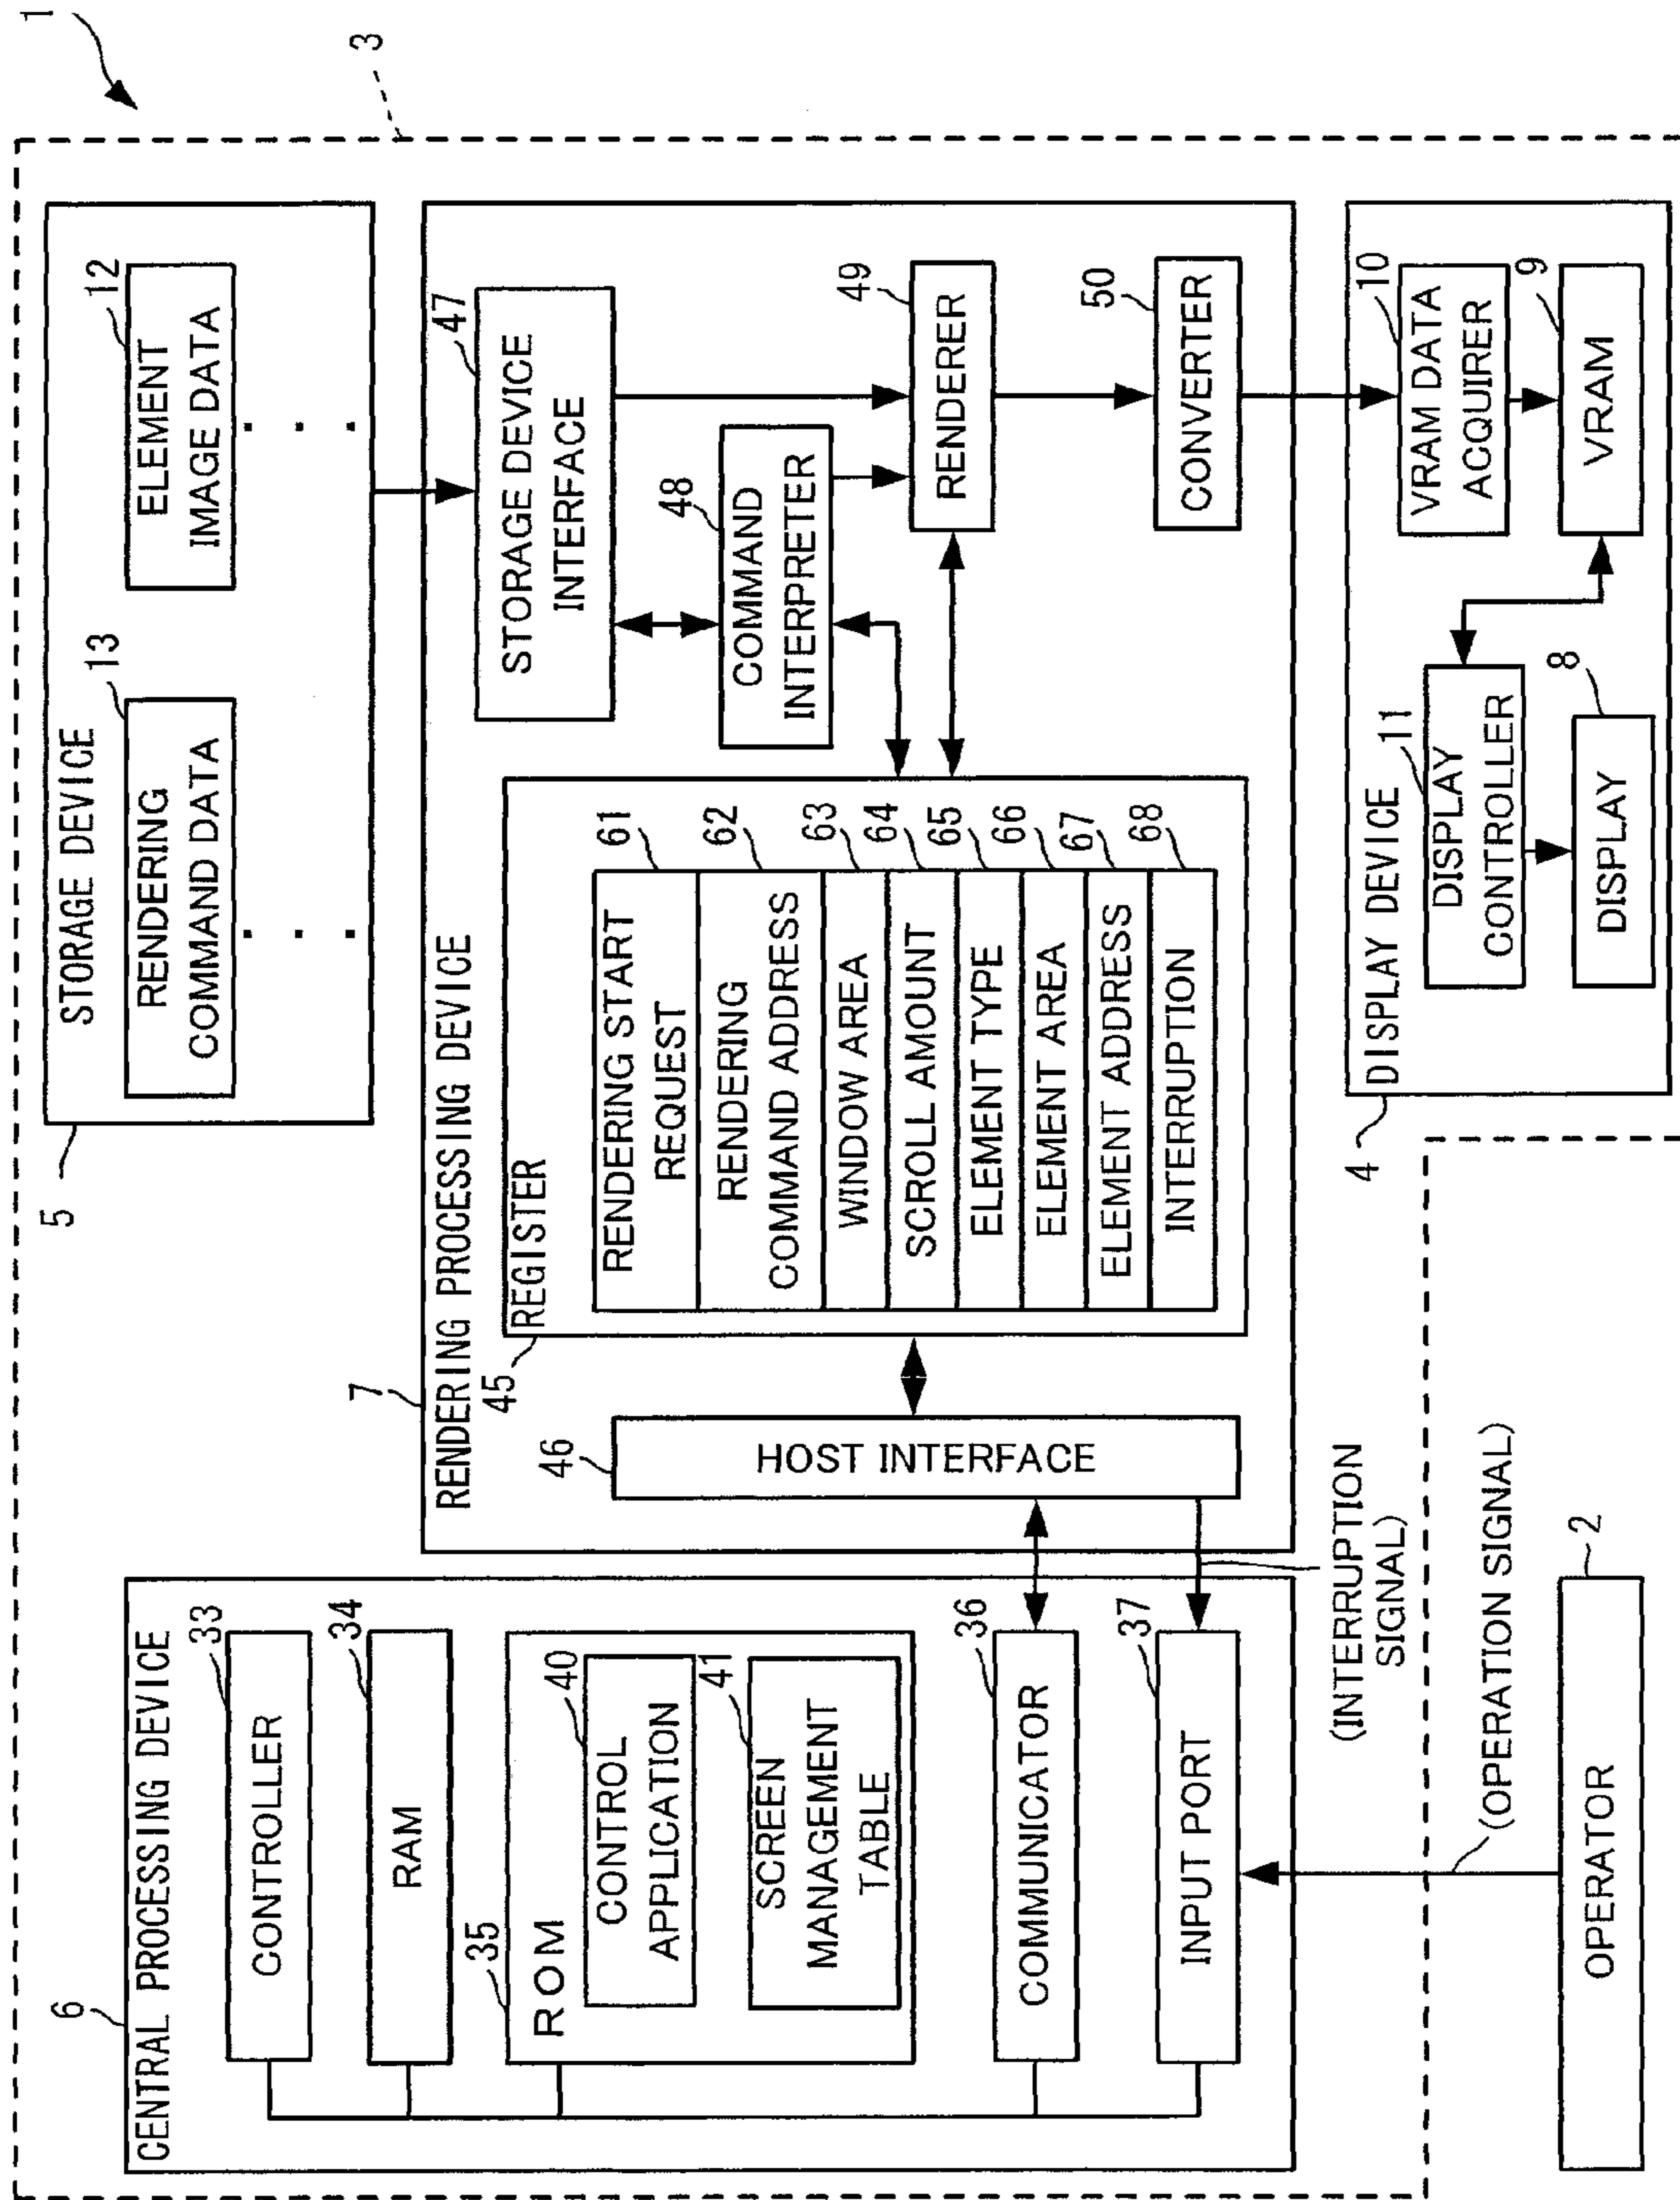 1
3
6
CENTRAL PROCESSING DEVICE
33
CONTROLLER
34
RAM
35
ROM
40
CONTROL
APPLICATION
41
SCREEN
MANAGEMENT
TABLE
36
COMMUNICATOR
37
INPUT PORT
(INTERRUPTION
SIGNAL)
(OPERATION SIGNAL)
2
OPERATOR
7
RENDERING PROCESSING DEVICE
46
HOST INTERFACE
45
REGISTER
RENDERING START
REQUEST
61
RENDERING
COMMAND ADDRESS
62
WINDOW AREA
63
SCROLL AMOUNT
64
ELEMENT TYPE
65
ELEMENT AREA
66
ELEMENT ADDRESS
67
INTERRUPTION
68
47
STORAGE DEVICE
INTERFACE
48
COMMAND
INTERPRETER
49
RENDERER
50
CONVERTER
5
STORAGE DEVICE
13
RENDERING
COMMAND DATA
. . .
12
ELEMENT
IMAGE DATA
. . .
4
DISPLAY DEVICE
11
DISPLAY
CONTROLLER
8
DISPLAY
10
VRAM DATA
ACQUIRER
9
VRAM